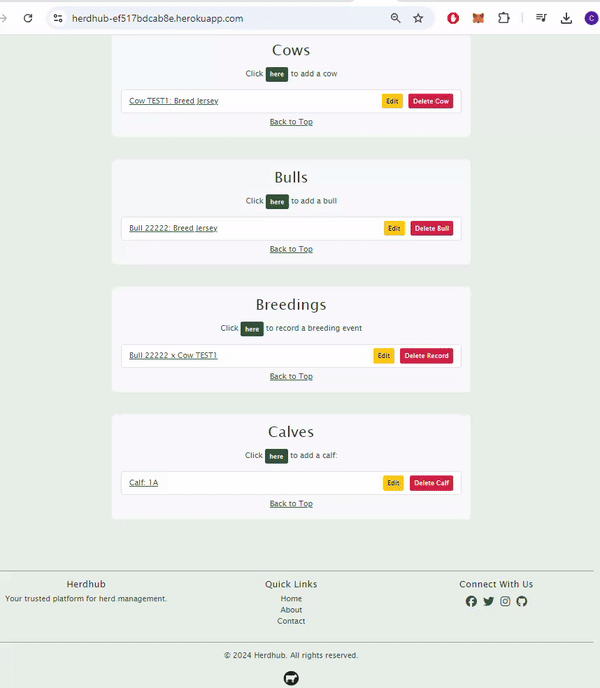 herdhub-ef517bdcab8e.herokuapp.com
C
Cows
Click here to add a cow
Cow TEST1: Breed Jersey Edit Delete Cow
Back to Top
Bulls
Click here to add a bull
Bull 22222: Breed Jersey Edit Delete Bull
Back to Top
Breedings
Click here to record a breeding event
Bull 22222 x Cow TEST1 Edit Delete Record
Back to Top
Calves
Click here to add a calf:
Calf: 1A Edit Delete Calf
Back to Top
Herdhub Quick Links Connect With Us
Your trusted platform for herd management. Home
About
Contact
© 2024 Herdhub. All rights reserved.